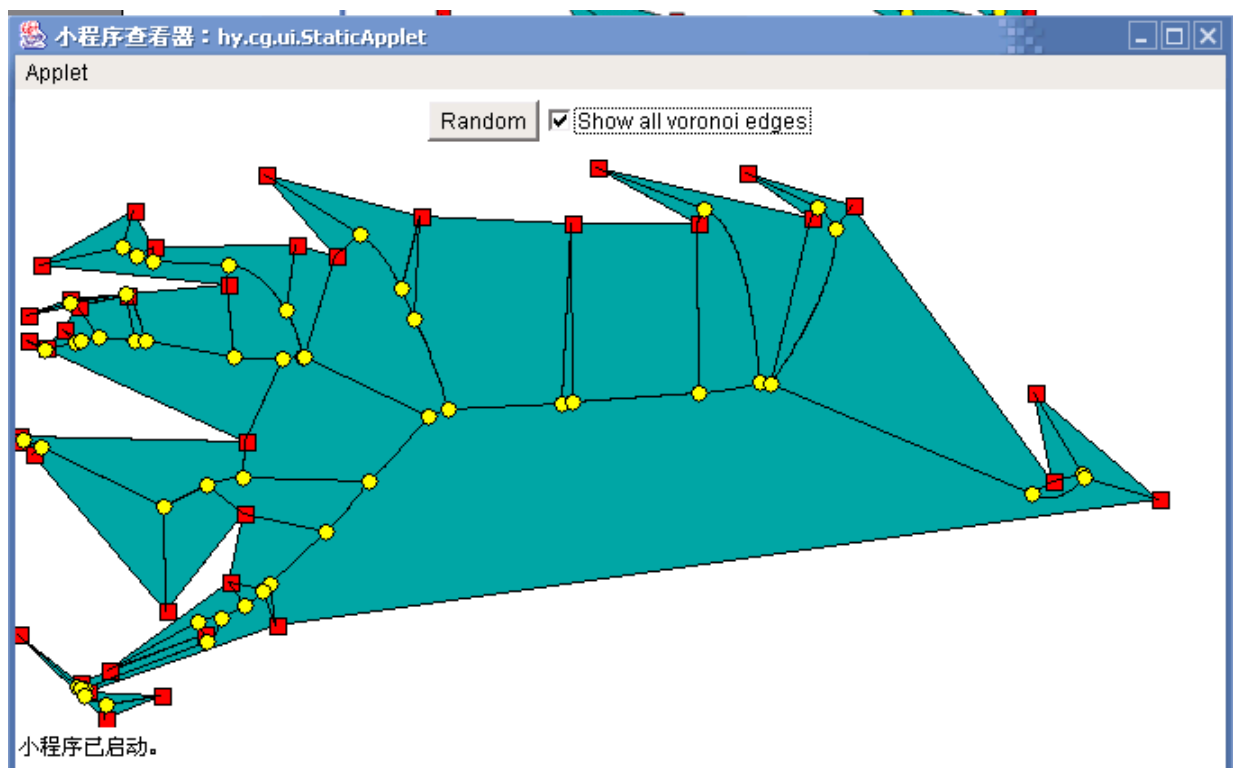 小程序查看器：hy.cg.ui.StaticApplet
Applet
Random Show all voronoi edges
小程序已启动。